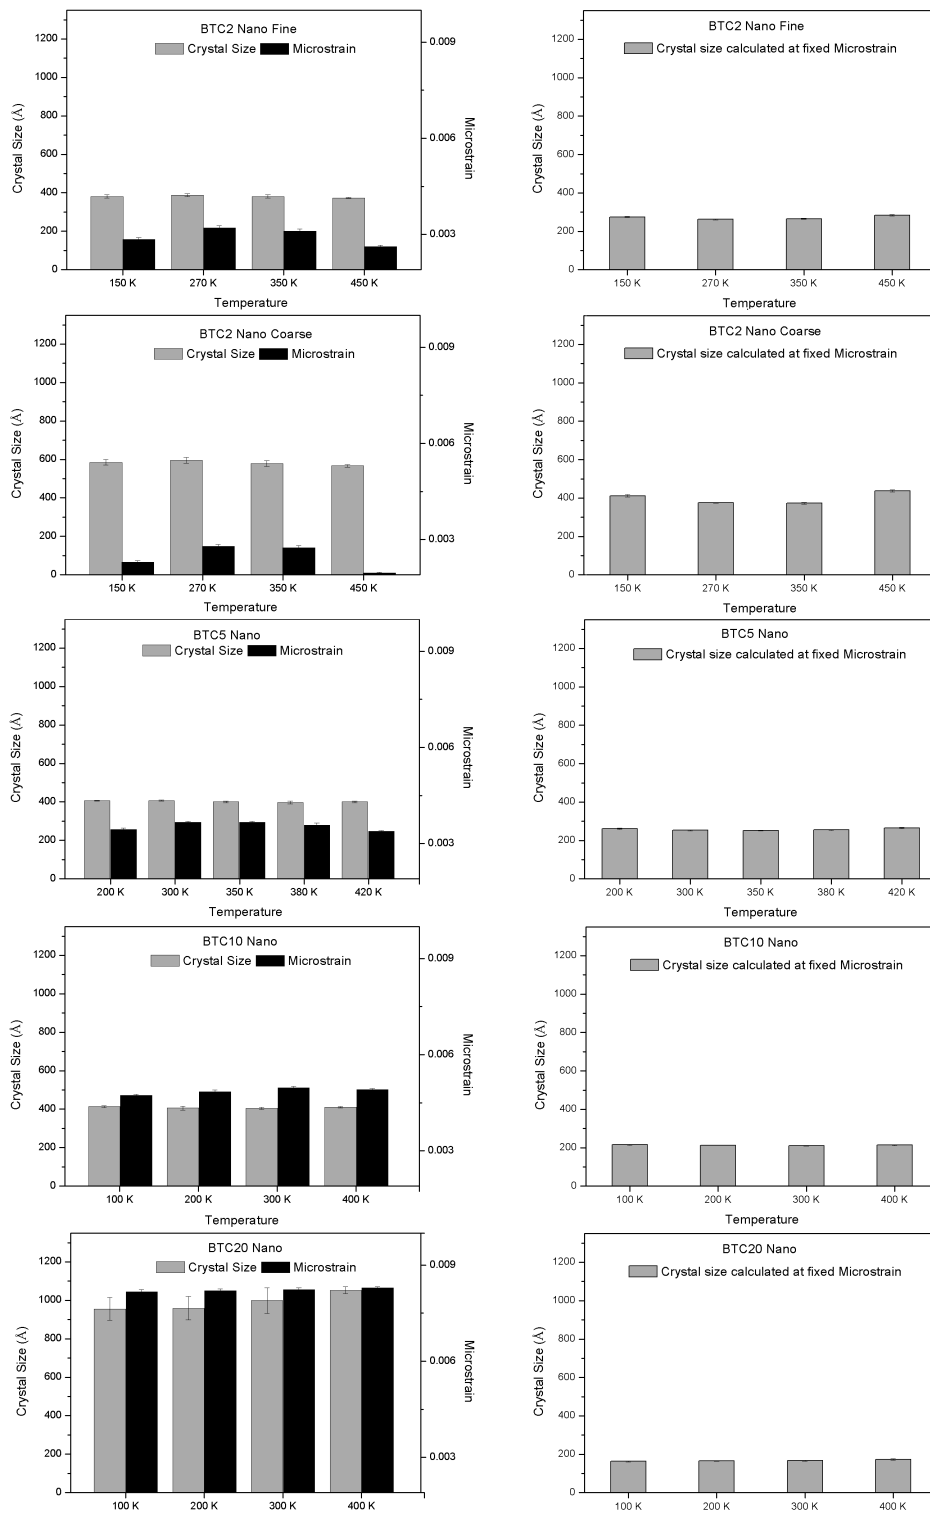 BTC2 Nano Fine
Crystal Size Microstrain
Crystal Size (Å)
1200
1000
800
600
400
200
0
0.009
0.006
0.003
Microstrain
150 K 270 K 350 K 450 K
Temperature
BTC2 Nano Fine
Crystal size calculated at fixed Microstrain
Crystal Size (Å)
1200
1000
800
600
400
200
0
150 K 270 K 350 K 450 K
Temperature
BTC2 Nano Coarse
Crystal Size Microstrain
Crystal Size (Å)
1200
1000
800
600
400
200
0
0.009
0.006
0.003
Microstrain
150 K 270 K 350 K 450 K
Temperature
BTC2 Nano Coarse
Crystal size calculated at fixed Microstrain
Crystal Size (Å)
1200
1000
800
600
400
200
0
150 K 270 K 350 K 450 K
Temperature
BTC5 Nano
Crystal Size Microstrain
Crystal Size (Å)
1200
1000
800
600
400
200
0
0.009
0.006
0.003
Microstrain
200 K 300 K 350 K 380 K 420 K
Temperature
BTC5 Nano
Crystal size calculated at fixed Microstrain
Crystal Size (Å)
1200
1000
800
600
400
200
0
200 K 300 K 350 K 380 K 420 K
Temperature
BTC10 Nano
Crystal Size Microstrain
Crystal Size (Å)
1200
1000
800
600
400
200
0
0.009
0.006
0.003
Microstrain
100 K 200 K 300 K 400 K
Temperature
BTC10 Nano
Crystal size calculated at fixed Microstrain
Crystal Size (Å)
1200
1000
800
600
400
200
0
100 K 200 K 300 K 400 K
Temperature
BTC20 Nano
Crystal Size Microstrain
Crystal Size (Å)
1200
1000
800
600
400
200
0
0.009
0.006
0.003
Microstrain
100 K 200 K 300 K 400 K
BTC20 Nano
Crystal size calculated at fixed Microstrain
Crystal Size (Å)
1200
1000
800
600
400
200
0
100 K 200 K 300 K 400 K